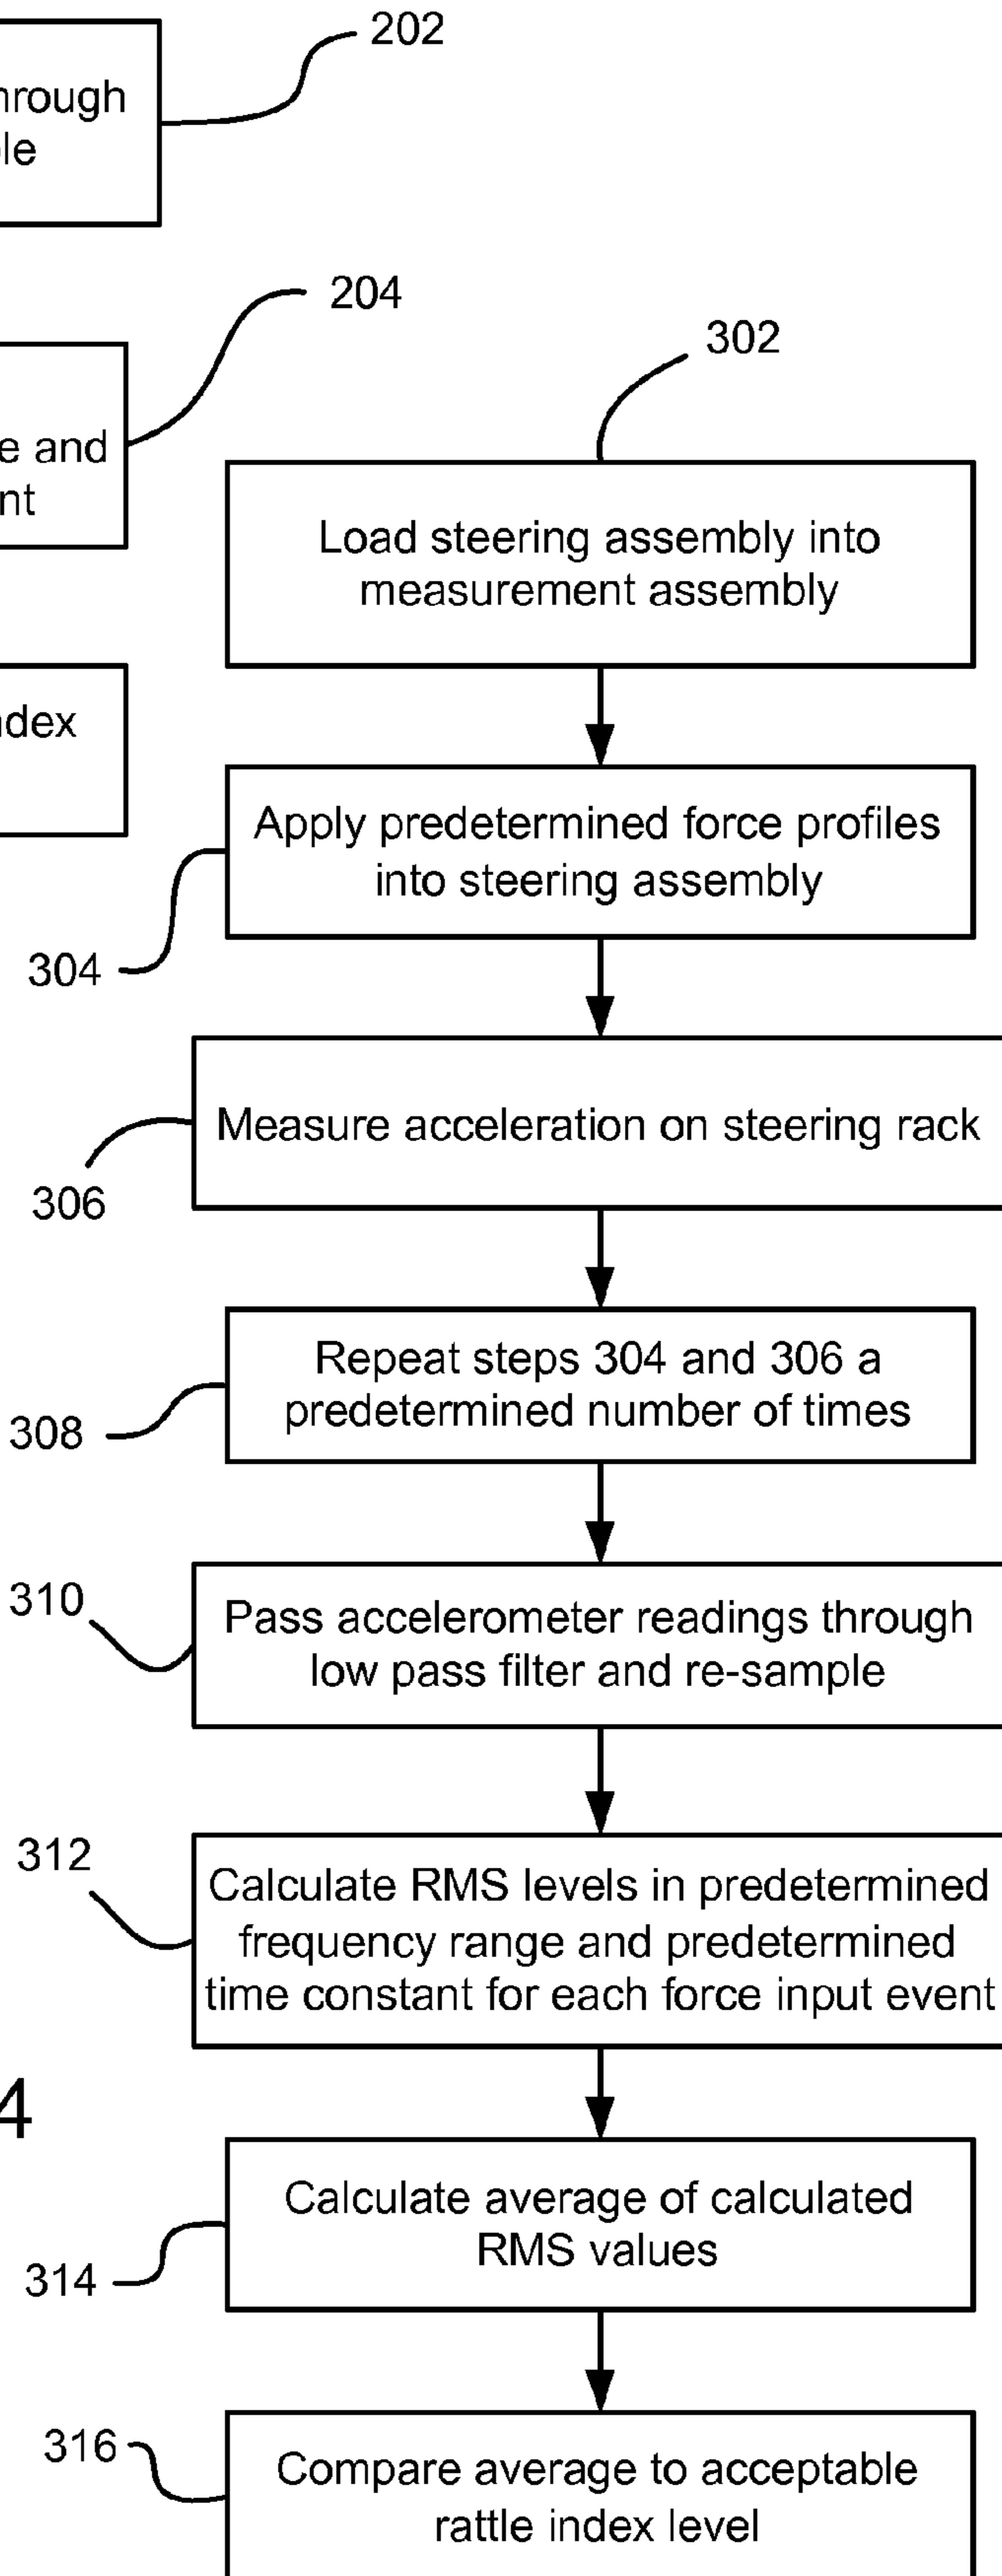 202
le
204
e and
302
Load steering assembly into
measurement assembly
Apply predetermined force profiles
into steering assembly
304
Measure acceleration on steering rack
306
Repeat steps 304 and 306 a
predetermined number of times
308
310
Pass accelerometer readings through
low pass filter and re-sample
312
Calculate RMS levels in predetermined
frequency range and predetermined
time constant for each force input event
4
Calculate average of calculated
RMS values
314
316
Compare average to acceptable
rattle index level